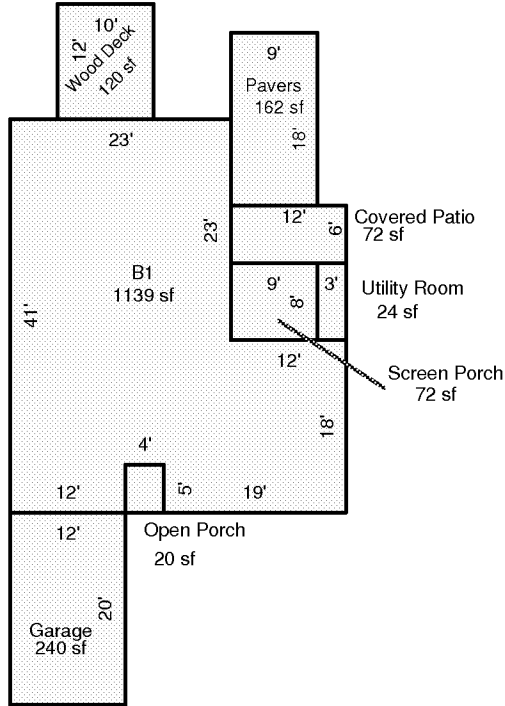 10'
12'
Wood Deck
120 sf
9'
Pavers
162 sf
18'
23'
23'
12'
6'
Covered Patio
72 sf
B1
1139 sf
41'
9'
8'
3'
Utility Room
24 sf
12'
Screen Porch
72 sf
18'
4'
5'
12'
19'
12'
Open Porch
20 sf
20'
Garage
240 sf